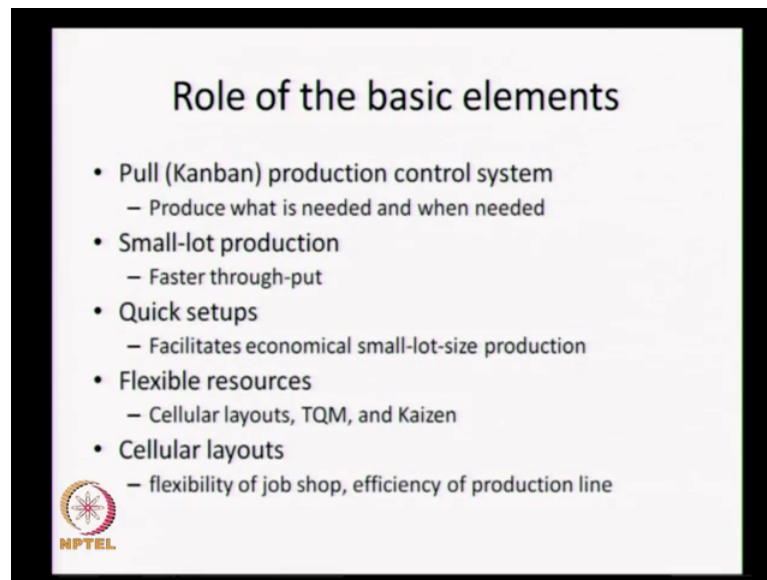 Role of the basic elements
• Pull (Kanban) production control system
– Produce what is needed and when needed
• Small-lot production
– Faster through-put
• Quick setups
– Facilitates economical small-lot-size production
• Flexible resources
– Cellular layouts, TQM, and Kaizen
• Cellular layouts
– flexibility of job shop, efficiency of production line
NPTEL